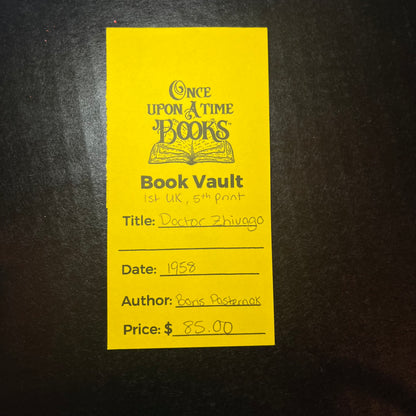 ONCE
UPON A TIME
BOOKS™
Book Vault
1st UK, 5th print
Title: Doctor Zhivago
Date: 1958
Author: Boris Pasternak
Price: $ 85.00